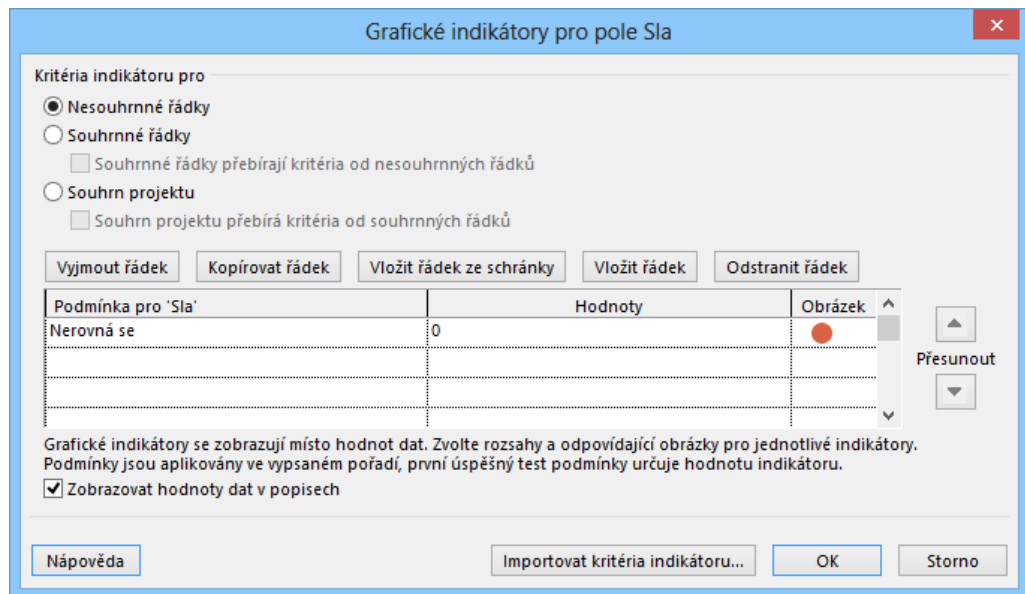 Grafické indikátory pro pole Sla
Kritéria indikátoru pro
Nesouhrnné řádky
Souhrnné řádky
Souhrnné řádky přebírají kritéria od nesouhrnných řádků
Souhrn projektu
Souhrn projektu přebírá kritéria od souhrnných řádků
Vyjmout řádek Kopírovat řádek Vložit řádek ze schránky Vložit řádek Odstranit řádek
Podmínka pro 'Sla' Hodnoty Obrázek
Nerovná se 0
Přesunout
Grafické indikátory se zobrazují místo hodnot dat. Zvolte rozsahy a odpovídající obrázky pro jednotlivé indikátory.
Podmínky jsou aplikovány ve vypsaném pořadí, první úspěšný test podmínky určuje hodnotu indikátoru.
Zobrazovat hodnoty dat v popisech
Nápověda Importovat kritéria indikátoru... OK Storno